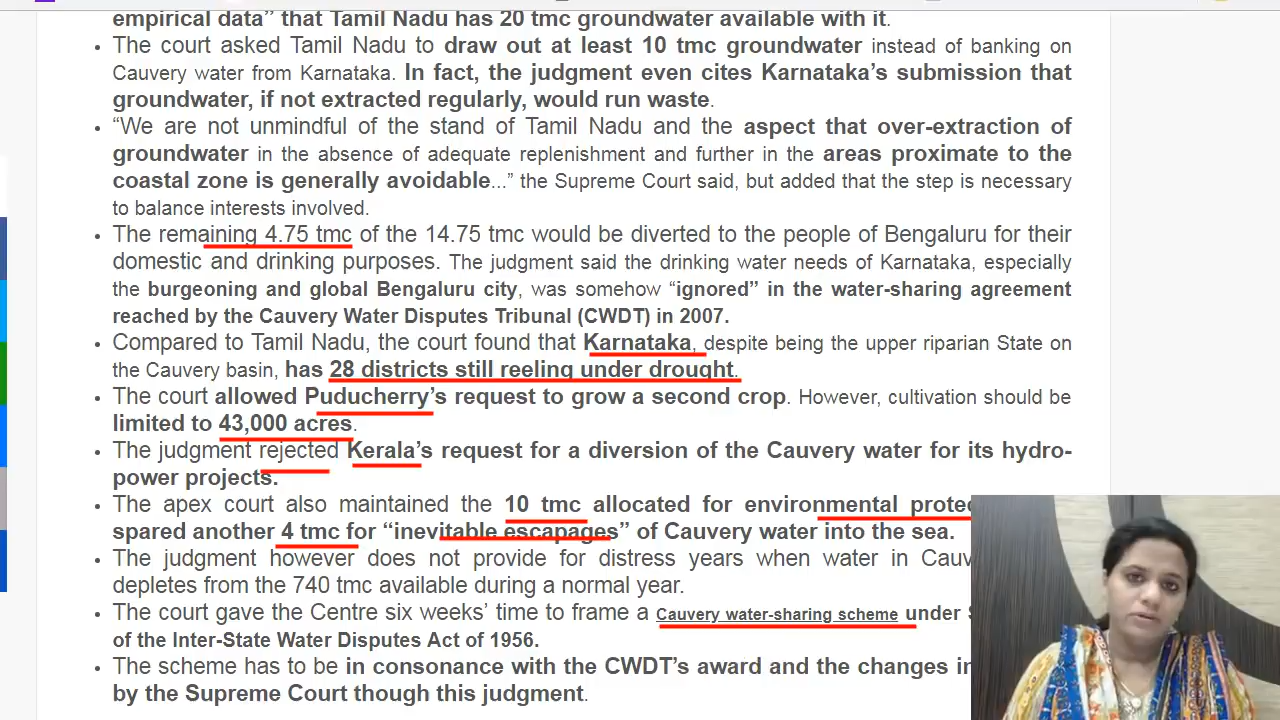 empirical data” that Tamil Nadu has 20 tmc groundwater available with it.
• The court asked Tamil Nadu to draw out at least 10 tmc groundwater instead of banking on
Cauvery water from Karnataka. In fact, the judgment even cites Karnataka’s submission that
groundwater, if not extracted regularly, would run waste.
• “We are not unmindful of the stand of Tamil Nadu and the aspect that over-extraction of
groundwater in the absence of adequate replenishment and further in the areas proximate to the
coastal zone is generally avoidable...” the Supreme Court said, but added that the step is necessary
to balance interests involved.
• The remaining 4.75 tmc of the 14.75 tmc would be diverted to the people of Bengaluru for their
domestic and drinking purposes. The judgment said the drinking water needs of Karnataka, especially
the burgeoning and global Bengaluru city, was somehow “ignored” in the water-sharing agreement
reached by the Cauvery Water Disputes Tribunal (CWDT) in 2007.
• Compared to Tamil Nadu, the court found that Karnataka, despite being the upper riparian State on
the Cauvery basin, has 28 districts still reeling under drought.
• The court allowed Puducherry’s request to grow a second crop. However, cultivation should be
limited to 43,000 acres.
• The judgment rejected Kerala’s request for a diversion of the Cauvery water for its hydro-
power projects.
• The apex court also maintained the 10 tmc allocated for environmental protec
spared another 4 tmc for “inevitable escapages” of Cauvery water into the sea.
• The judgment however does not provide for distress years when water in Cauv
depletes from the 740 tmc available during a normal year.
• The court gave the Centre six weeks’ time to frame a Cauvery water-sharing scheme under
of the Inter-State Water Disputes Act of 1956.
• The scheme has to be in consonance with the CWDT’s award and the changes in
by the Supreme Court though this judgment.